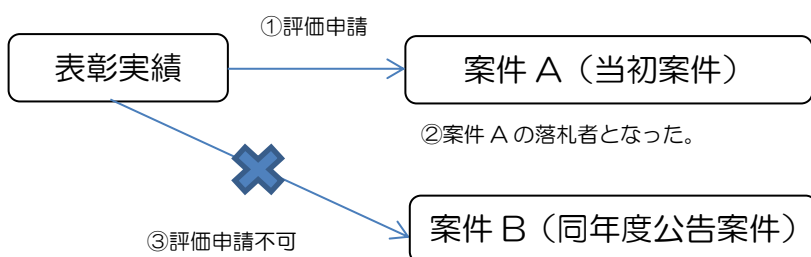 ①評価申請
表彰実績
案件A（当初案件）
②案件Aの落札者となった。
案件B（同年度公告案件）
③評価申請不可